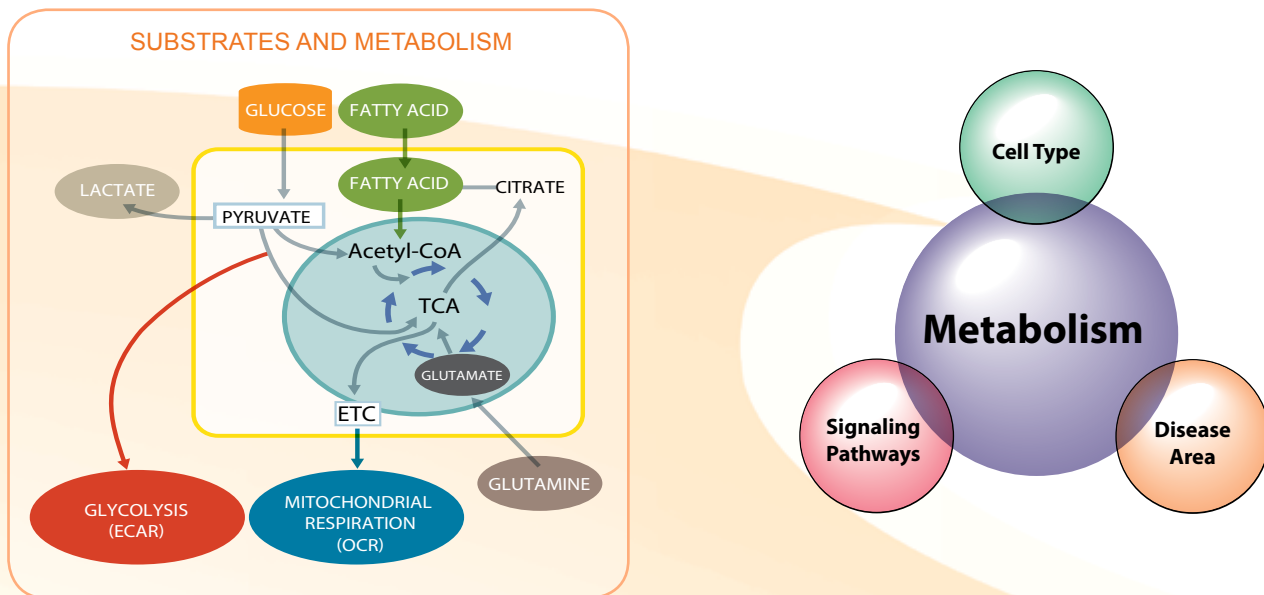 SUBSTRATES AND METABOLISM
GLUCOSE
FATTY ACID
LACTATE
FATTY ACID
CITRATE
PYRUVATE
Acetyl-CoA
TCA
GLUTAMATE
ETC
GLUTAMINE
GLYCOLYSIS
(ECAR)
MITOCHONDRIAL
RESPIRATION
(OCR)
Cell Type
Metabolism
Signaling
Pathways
Disease
Area